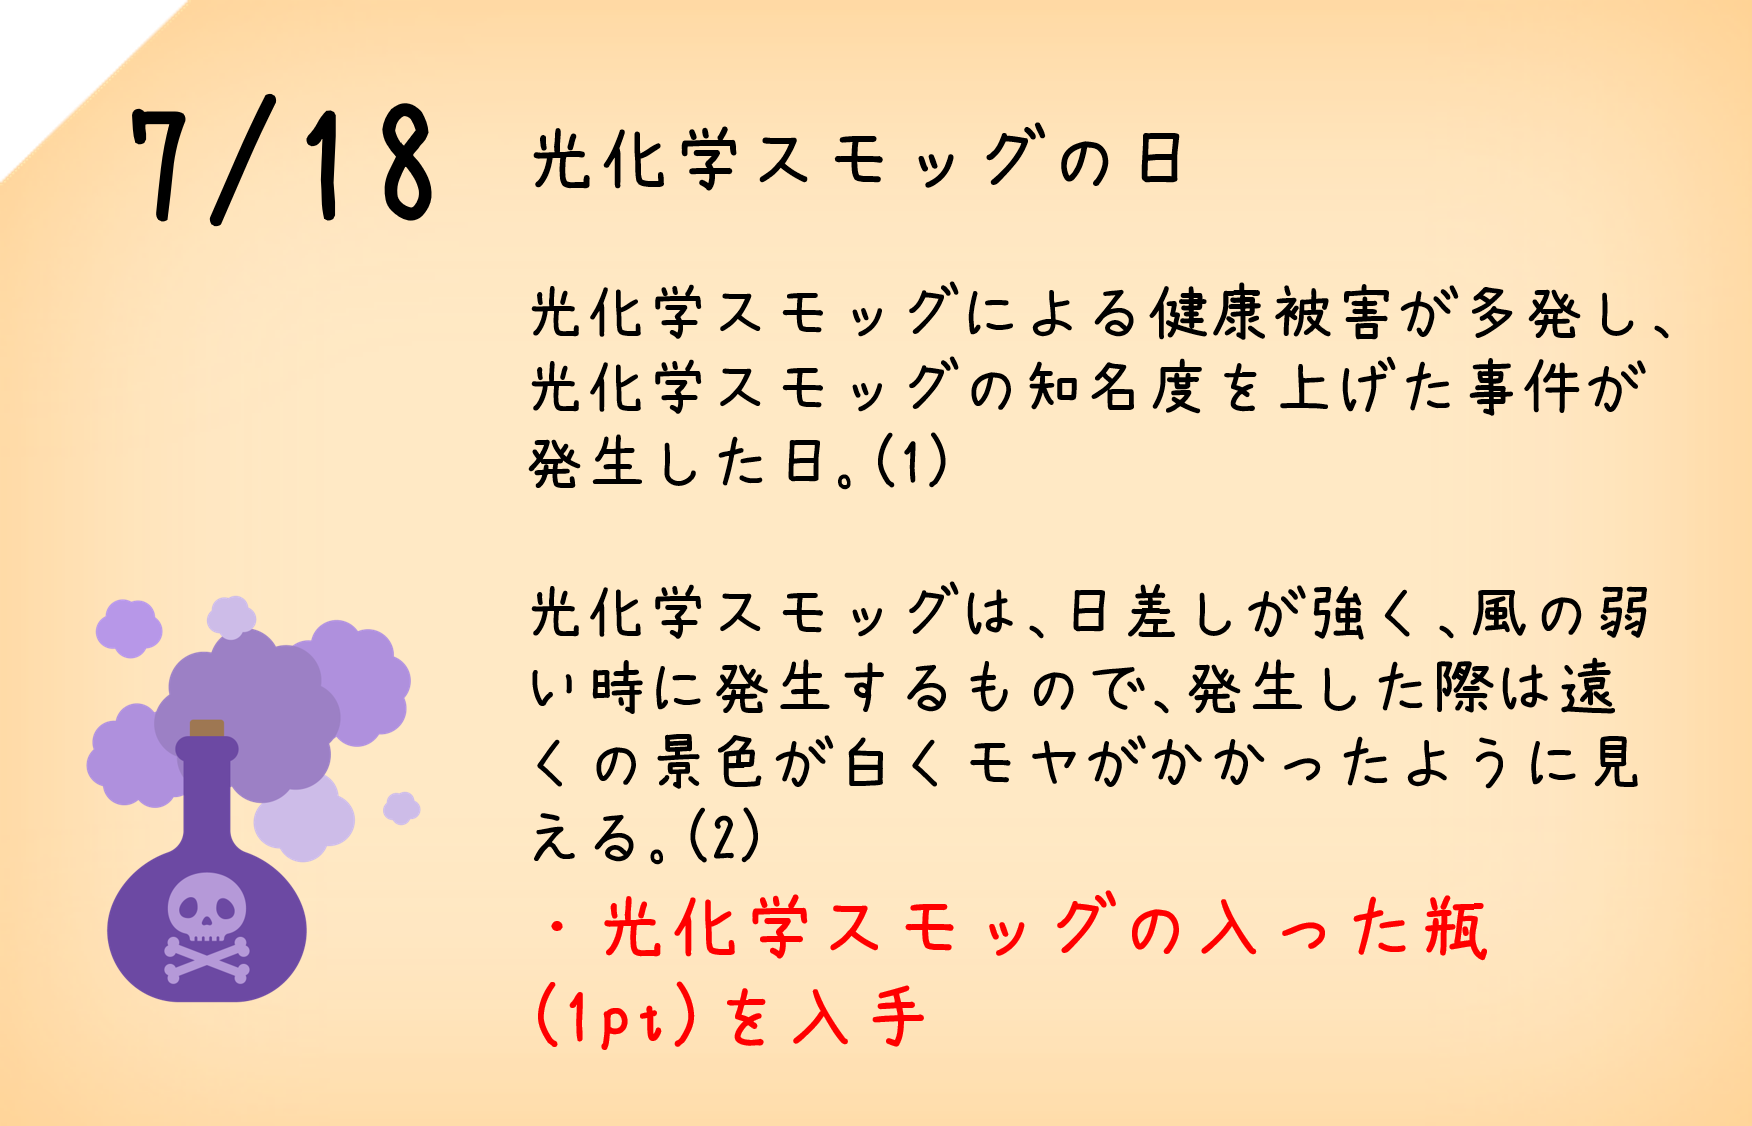 7/18 光化学スモッグの日
光化学スモッグによる健康被害が多発し、
光化学スモッグの知名度を上げた事件が
発生した日。(1)
光化学スモッグは、日差しが強く、風の弱
い時に発生するもので、発生した際は遠
くの景色が白くモヤがかかったように見
える。(2)
・光化学スモッグの入った瓶
(1pt)を入手